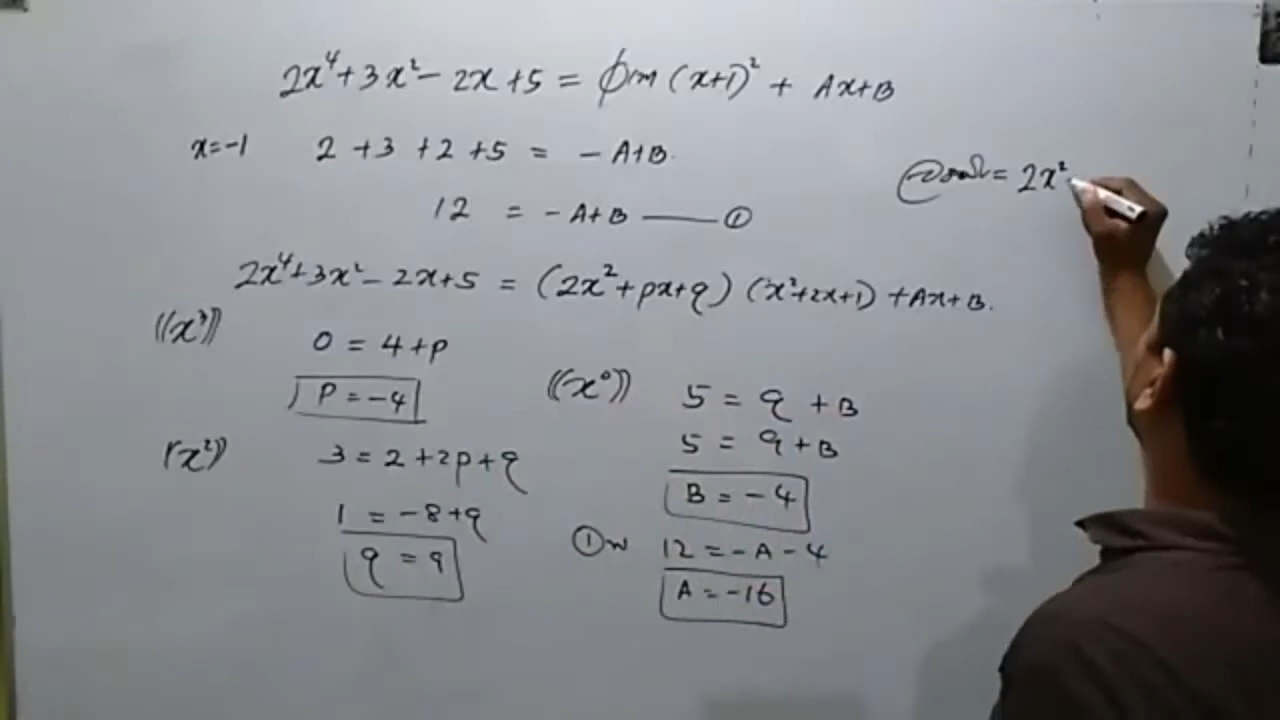 2x⁴+3x²-2x+5 = ϕ(x) (x+1)² + Ax+B
x=-1 2 +3 +2 +5 = -A+B.
12 = -A+B —— ①
= 2x²
2x⁴+3x²-2x+5 = (2x²+px+q) (x²+2x+1) +Ax+B.
((x³)) 0 = 4+p
P = -4
((x²)) 3 = 2+2p+q
1 = -8+q
q = 9
((x⁰)) 5 = q +B
5 = 9+B
B = -4
① 12 = -A-4
A = -16